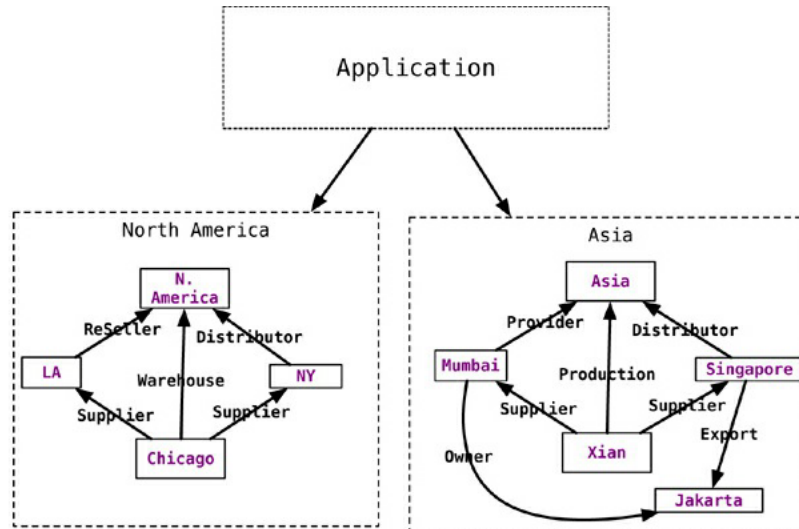 Application
North America
N.
America
ReSeller
Distributor
LA
Warehouse
NY
Supplier
Supplier
Chicago
Asia
Asia
Provider
Distributor
Mumbai
Production
Singapore
Supplier
Supplier
Export
Owner
Xian
Jakarta